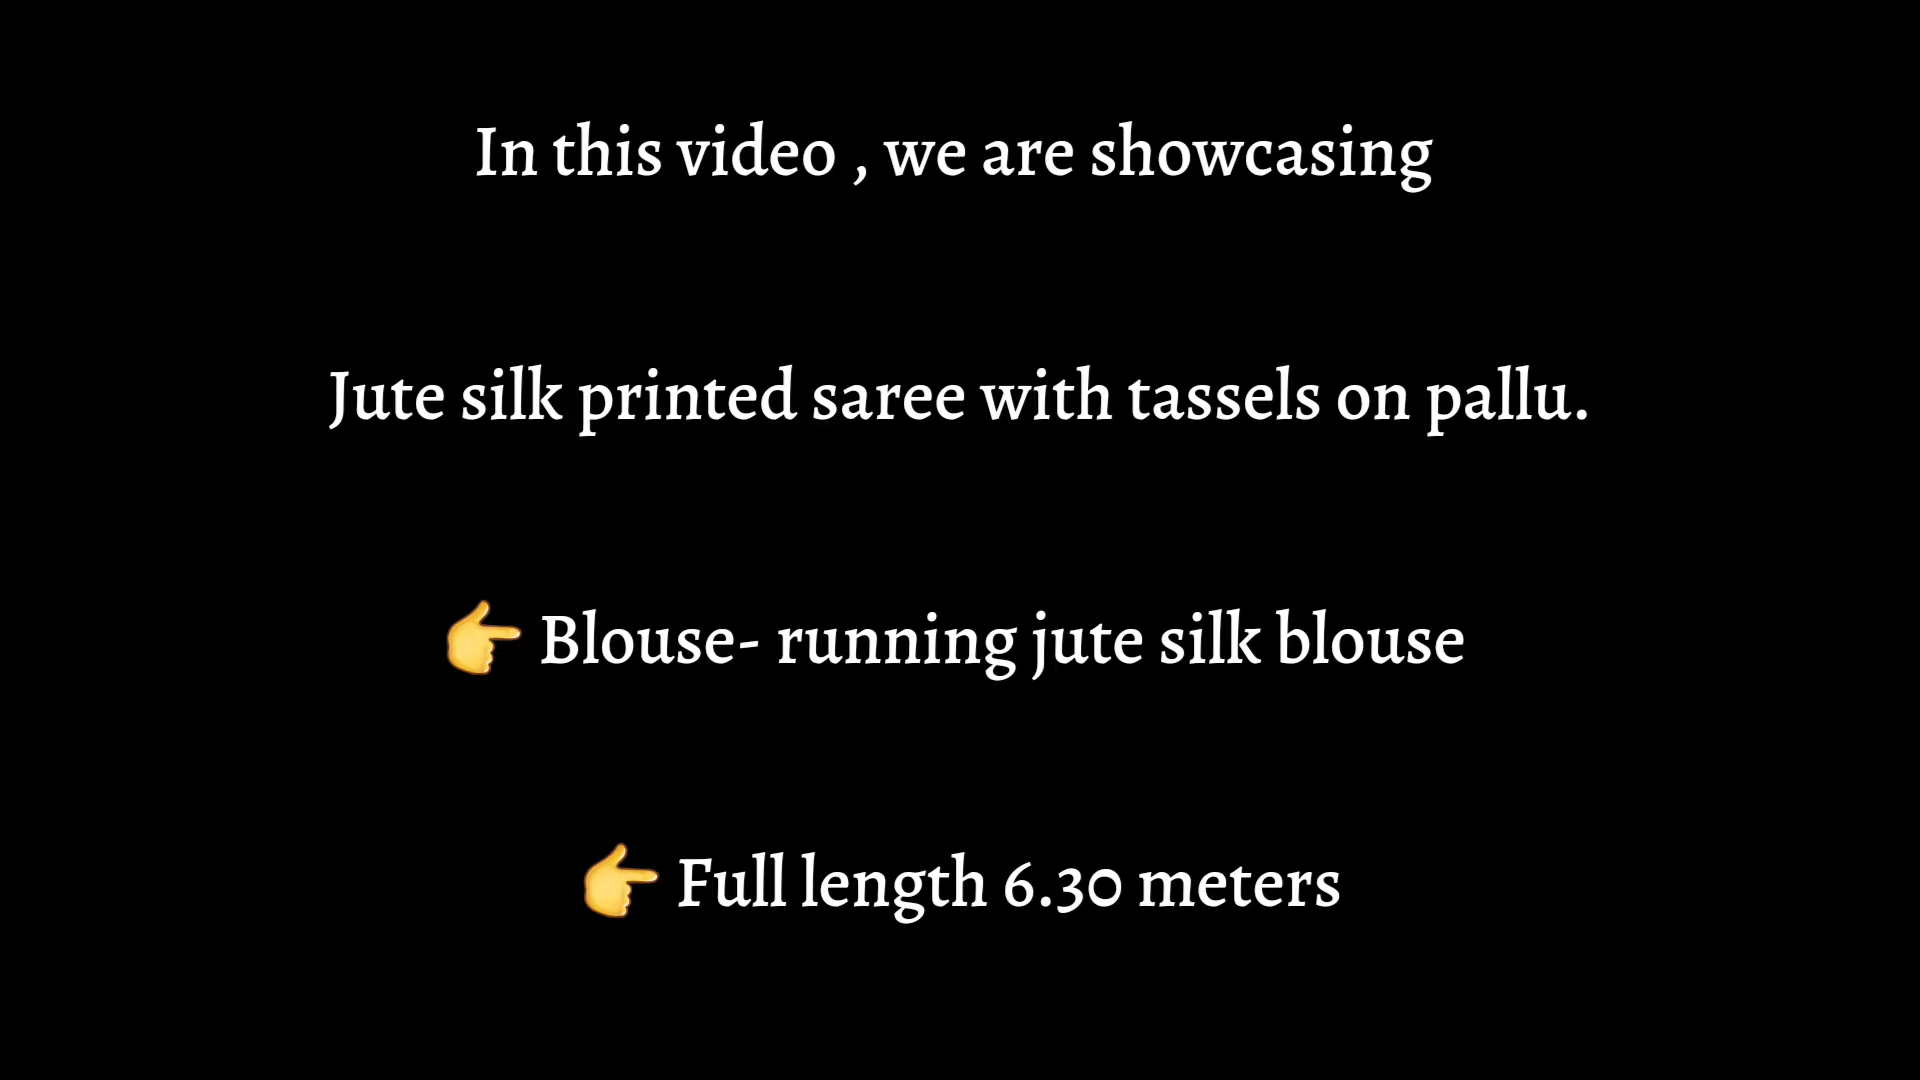 In this video , we are showcasing
Jute silk printed saree with tassels on pallu.
👉 Blouse- running jute silk blouse
👉 Full length 6.30 meters